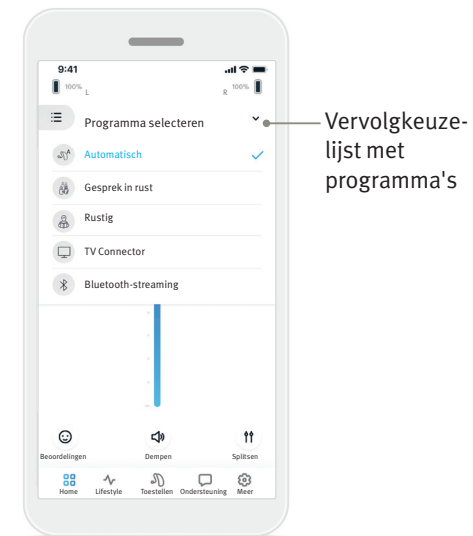 9:41
100% L R 100%
Programma selecteren
Automatisch
Gesprek in rust
Rustig
TV Connector
Bluetooth-streaming
Beoordelingen Dempen Splitsen
Home Lifestyle Toestellen Ondersteuning Meer
Vervolgkeuze-
lijst met
programma's